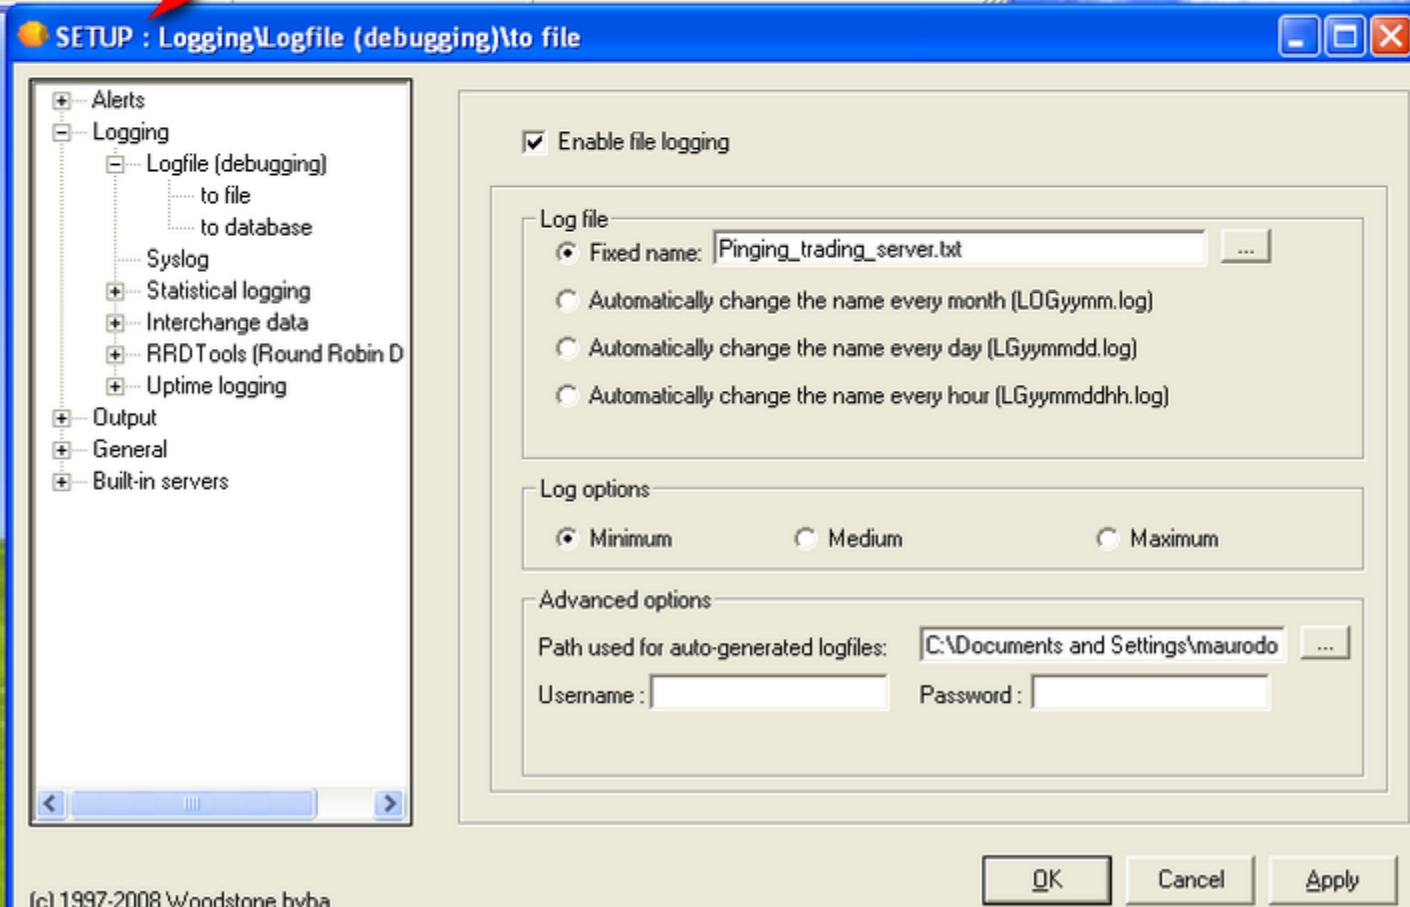 SETUP : Logging\Logfile (debugging)\to file
Alerts
Logging
Logfile (debugging)
to file
to database
Syslog
Statistical logging
Interchange data
RRDTools (Round Robin D
Uptime logging
Output
General
Built-in servers
Enable file logging
Log file
Fixed name: Pinging_trading_server.txt ...
Automatically change the name every month (LOGyymm.log)
Automatically change the name every day (LGyymmdd.log)
Automatically change the name every hour (LGyymmddhh.log)
Log options
Minimum Medium Maximum
Advanced options
Path used for auto-generated logfiles: C:\Documents and Settings\maurodo ...
Username : Password :
OK Cancel Apply
(c) 1997-2008 Woodstone bvba